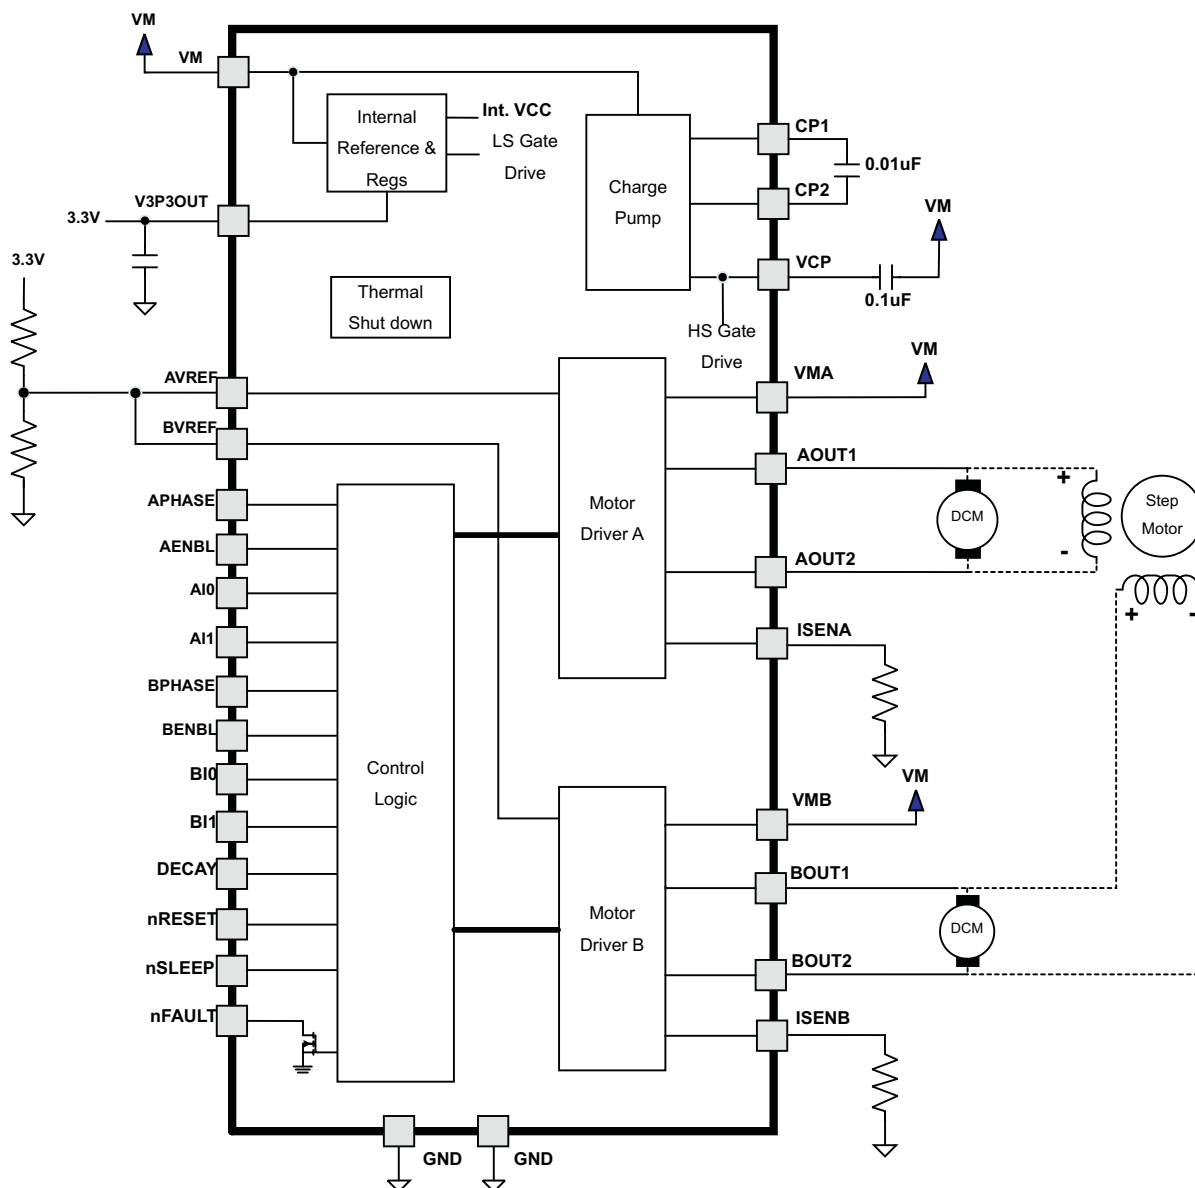 VM
VM
Internal
Reference &
Regs
Int. VCC
LS Gate
Drive
V3P3OUT
3.3V
3.3V
Thermal
Shut down
Charge
Pump
CP1
0.01uF
CP2
VM
VCP
0.1uF
HS Gate
Drive
AVREF
BVREF
VM
VMA
AOUT1
Motor
Driver A
DCM
+
-
Step
Motor
AOUT2
+
-
ISENA
APHASE
AENBL
AI0
AI1
BPHASE
BENBL
BI0
BI1
DECAY
nRESET
nSLEEP
nFAULT
Control
Logic
VM
VMB
BOUT1
Motor
Driver B
DCM
BOUT2
ISENB
GND
GND